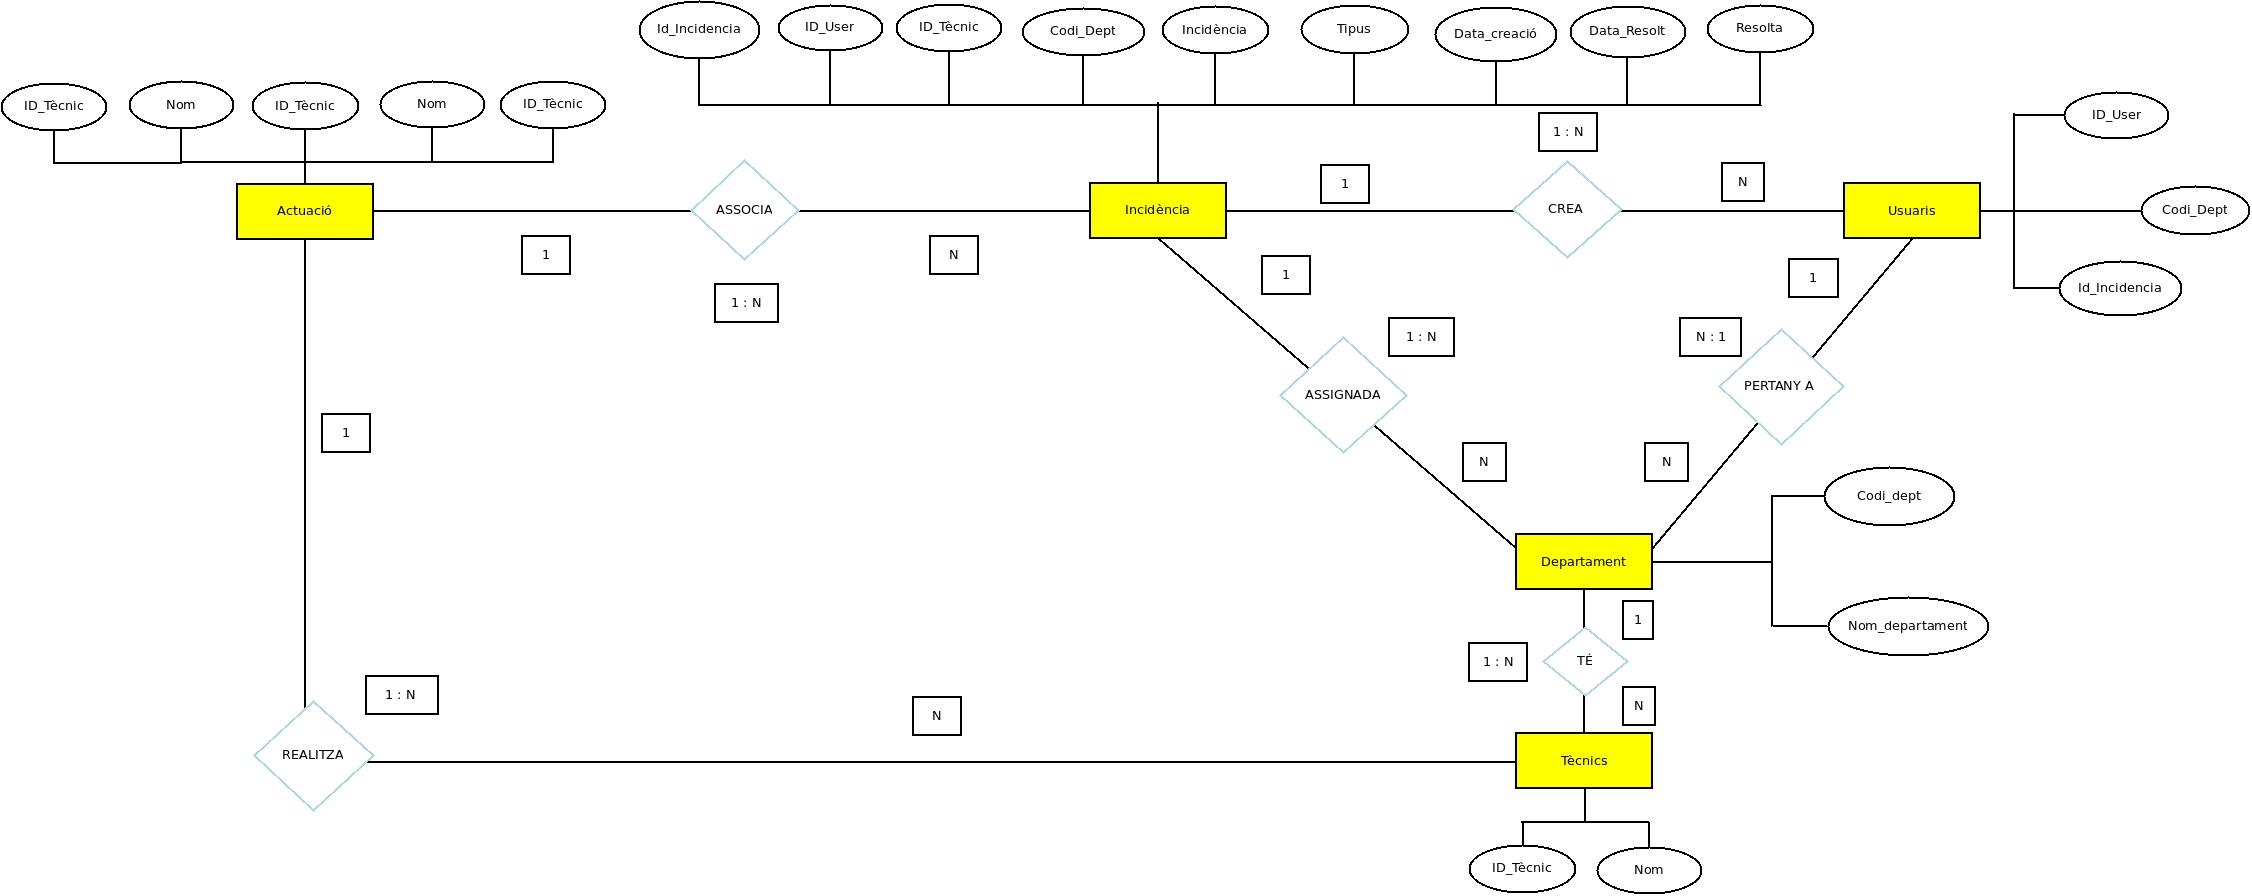 Id_Incidencia
ID_User
ID_Tècnic
Codi_Dept
Incidència
Tipus
Data_creació
Data_Resolt
Resolta
ID_Tècnic
Nom
ID_Tècnic
Nom
ID_Tècnic
ID_User
1 : N
1
N
Actuació
ASSOCIA
Incidència
CREA
Usuaris
Codi_Dept
1
N
1
1
Id_Incidencia
1 : N
1 : N
N : 1
ASSIGNADA
PERTANY A
1
N
N
Codi_dept
Departament
1
Nom_departament
1 : N
TÉ
1 : N
N
N
REALITZA
Tècnics
ID_Tècnic
Nom